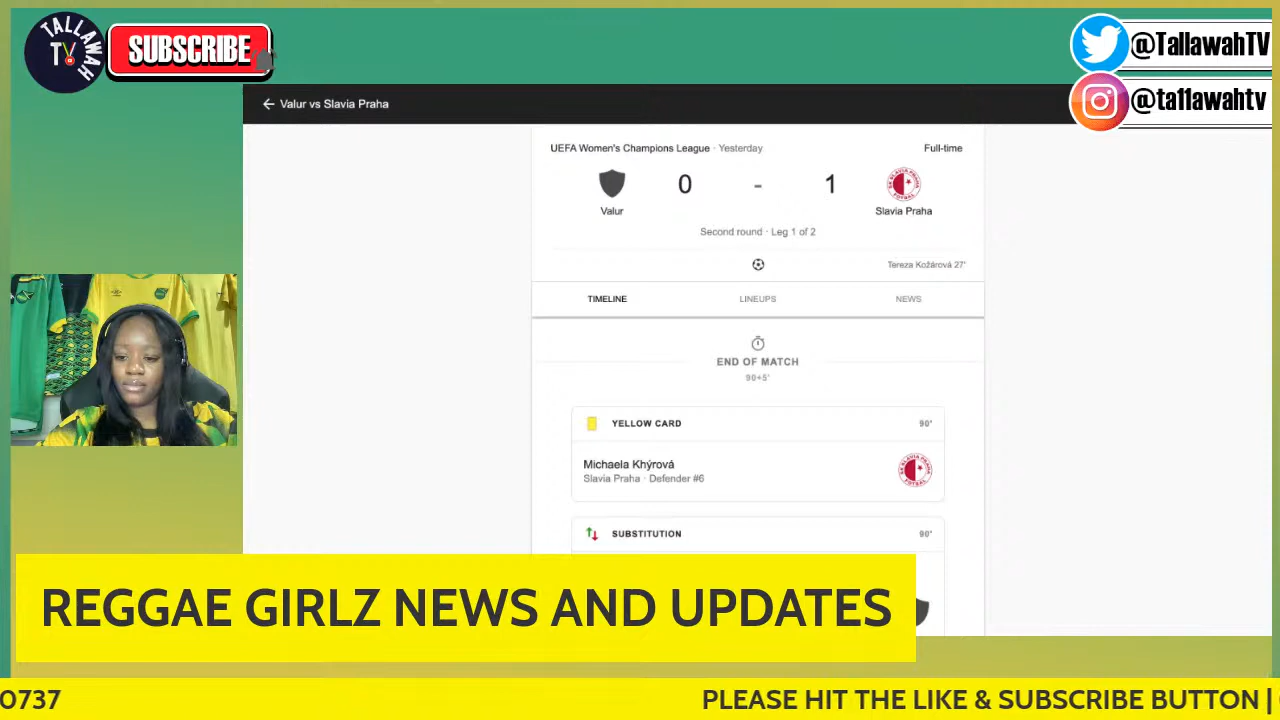 TALLAWAH
TV
SUBSCRIBE
@TallawahTV
@ta11awahtv
Valur vs Slavia Praha
UEFA Women's Champions League · Yesterday
Full-time
0 - 1
Valur
Slavia Praha
Second round · Leg 1 of 2
Tereza Kožárová 27'
TIMELINE
LINEUPS
NEWS
END OF MATCH
90+5'
YELLOW CARD
90'
Michaela Khýrová
Slavia Praha · Defender #6
SUBSTITUTION
90'
REGGAE GIRLZ NEWS AND UPDATES
0737
PLEASE HIT THE LIKE & SUBSCRIBE BUTTON |